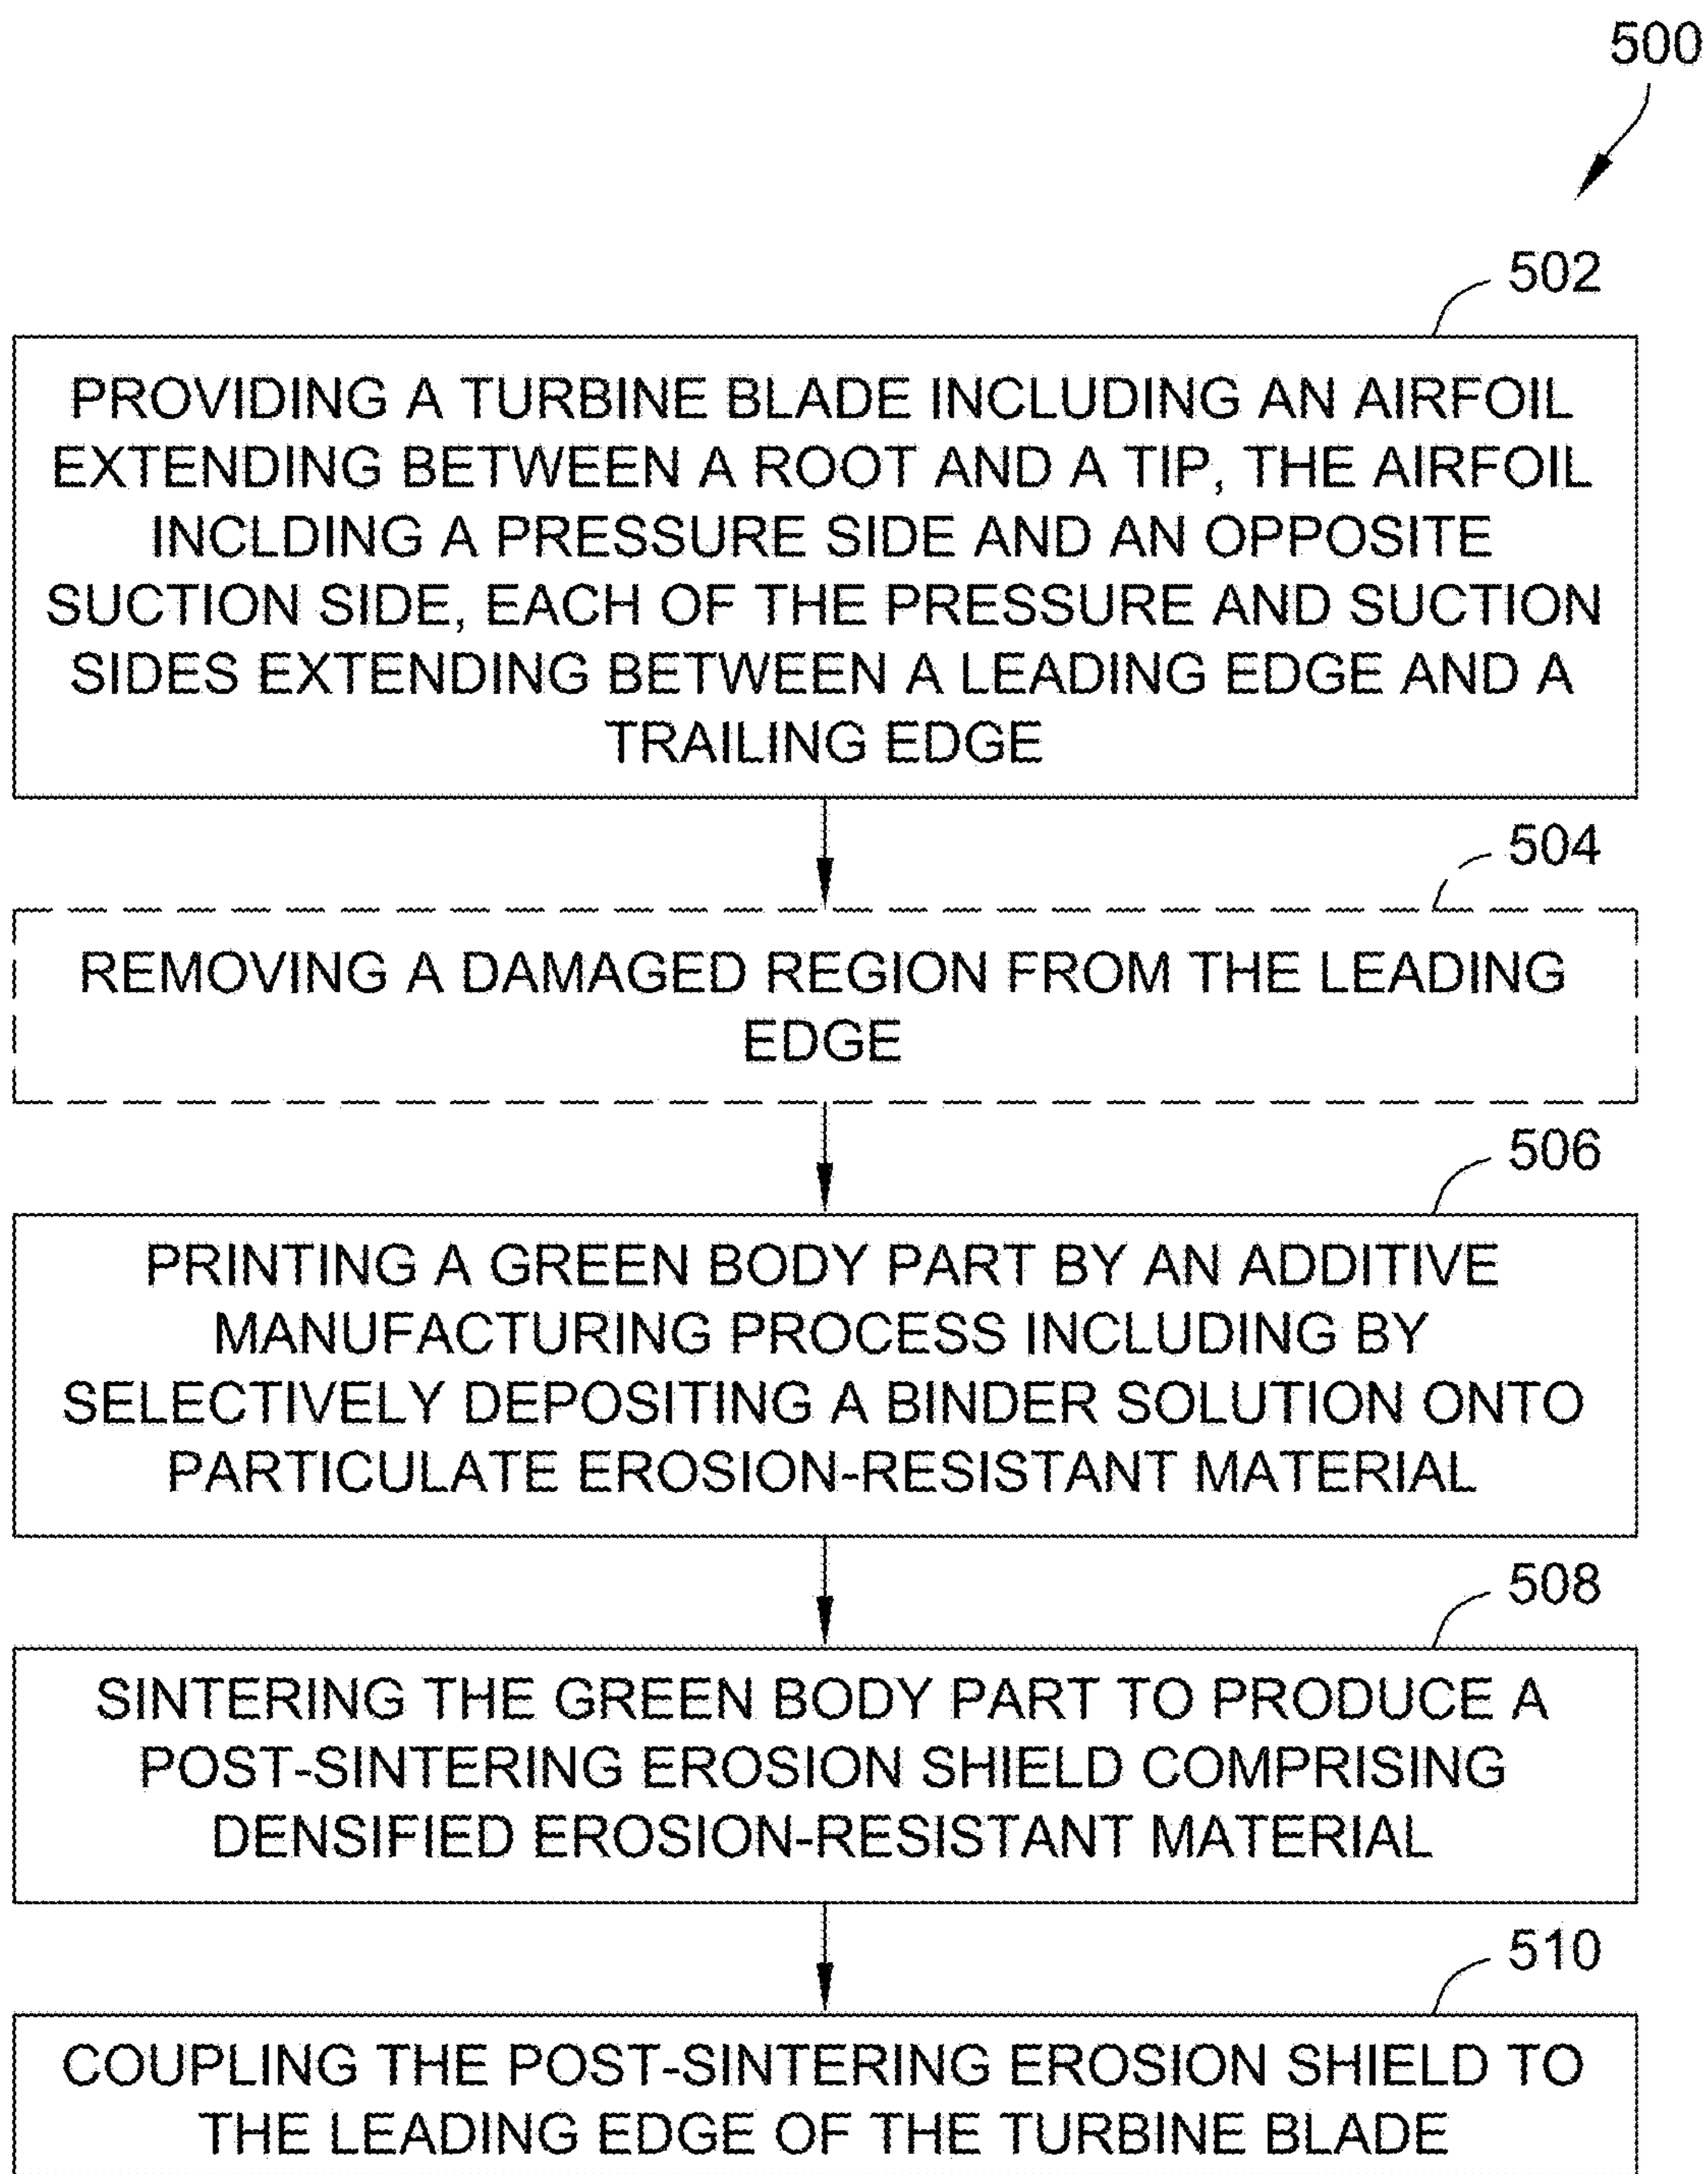 500
502
PROVIDING A TURBINE BLADE INCLUDING AN AIRFOIL
EXTENDING BETWEEN A ROOT AND A TIP, THE AIRFOIL
INCLDING A PRESSURE SIDE AND AN OPPOSITE
SUCTION SIDE, EACH OF THE PRESSURE AND SUCTION
SIDES EXTENDING BETWEEN A LEADING EDGE AND A
TRAILING EDGE
504
REMOVING A DAMAGED REGION FROM THE LEADING
EDGE
506
PRINTING A GREEN BODY PART BY AN ADDITIVE
MANUFACTURING PROCESS INCLUDING BY
SELECTIVELY DEPOSITING A BINDER SOLUTION ONTO
PARTICULATE EROSION-RESISTANT MATERIAL
508
SINTERING THE GREEN BODY PART TO PRODUCE A
POST-SINTERING EROSION SHIELD COMPRISING
DENSIFIED EROSION-RESISTANT MATERIAL
510
COUPLING THE POST-SINTERING EROSION SHIELD TO
THE LEADING EDGE OF THE TURBINE BLADE